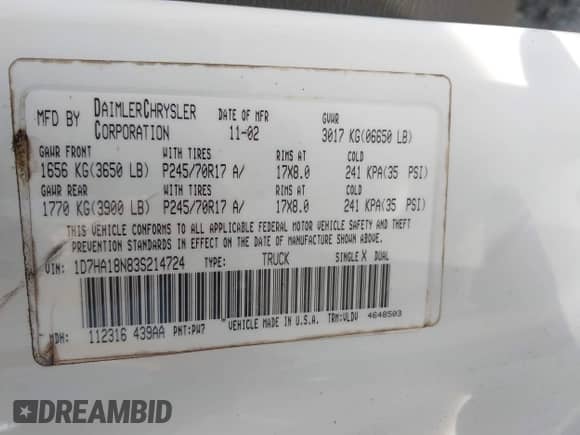 MFD BY DAIMLERCHRYSLER CORPORATION DATE OF MFR 11-02 GVWR 3017 KG(06650 LB)
GAWR FRONT WITH TIRES RIMS AT COLD
1656 KG(3650 LB) P245/70R17 A/ 17X8.0 241 KPA(35 PSI)
GAWR REAR WITH TIRES RIMS AT COLD
1770 KG(3900 LB) P245/70R17 A/ 17X8.0 241 KPA(35 PSI)
THIS VEHICLE CONFORMS TO ALL APPLICABLE FEDERAL MOTOR VEHICLE SAFETY AND THEFT
PREVENTION STANDARDS IN EFFECT ON THE DATE OF MANUFACTURE SHOWN ABOVE.
VIN: 1D7HA18N83S214724 TYPE: TRUCK SINGLE X DUAL
MDH: 112316 439AA PNT:PW7 VEHICLE MADE IN U.S.A. TRM:VLDV 4648503
DREAMBID